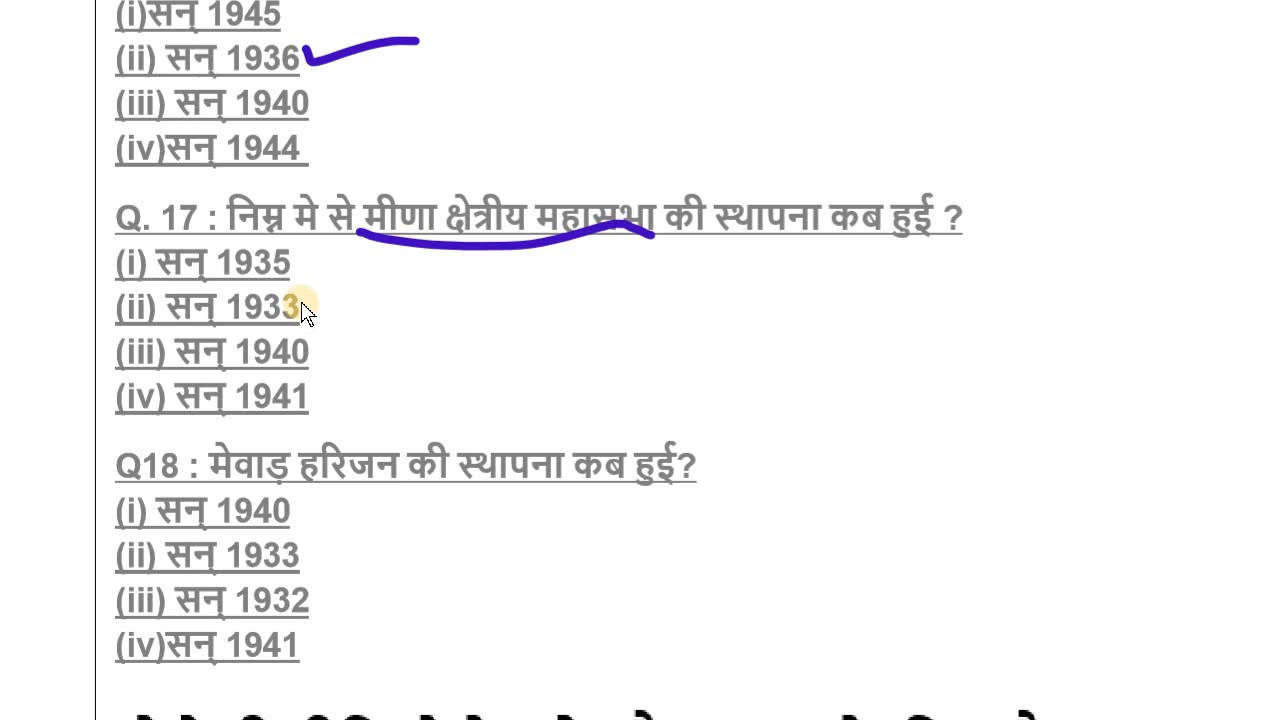 (i)सन् 1945
(ii) सन् 1936
(iii) सन् 1940
(iv)सन् 1944
Q. 17 : निम्न मे से मीणा क्षेत्रीय महासभा की स्थापना कब हुई ?
(i) सन् 1935
(ii) सन् 1933
(iii) सन् 1940
(iv) सन् 1941
Q18 : मेवाड़ हरिजन की स्थापना कब हुई?
(i) सन् 1940
(ii) सन् 1933
(iii) सन् 1932
(iv)सन् 1941